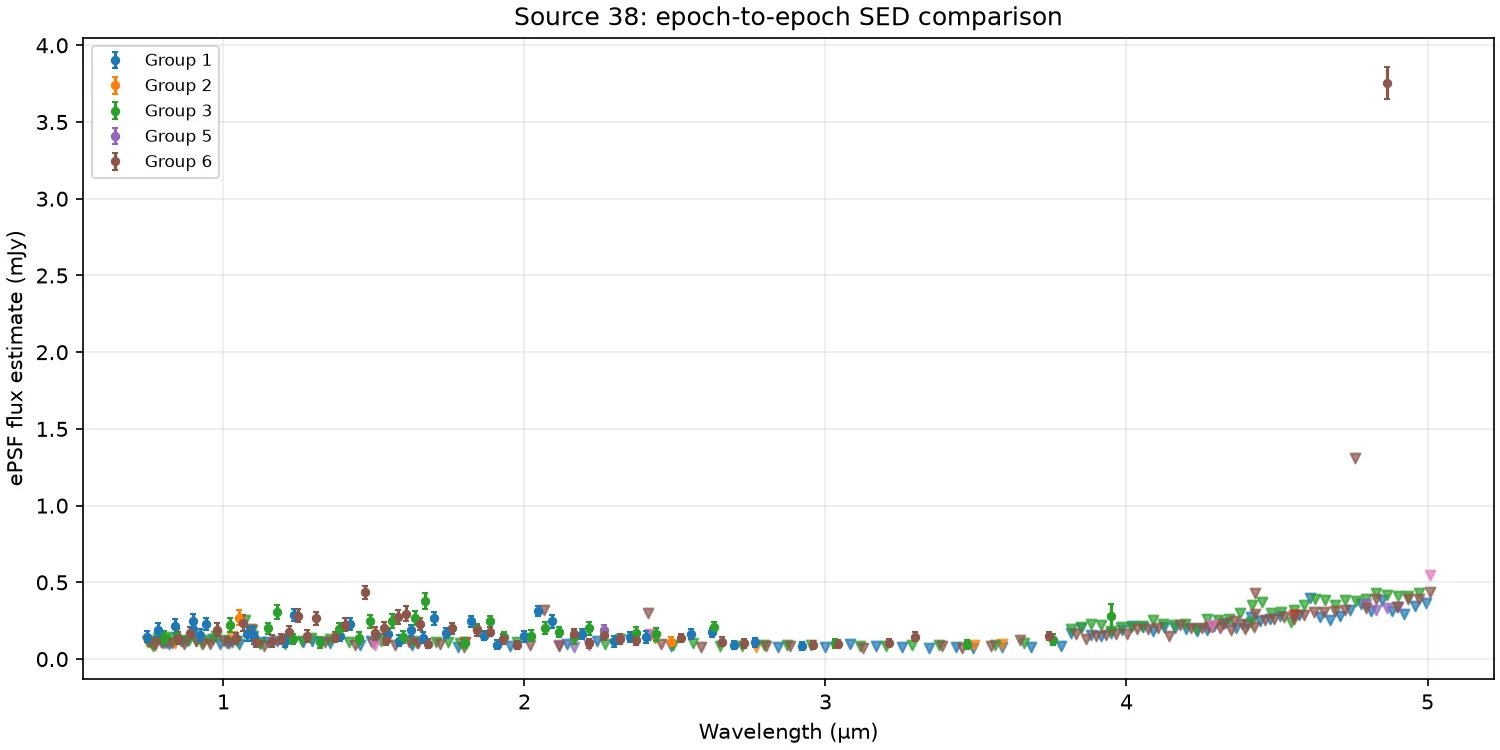 Source 38: epoch-to-epoch SED comparison
4.0
3.5
3.0
2.5
2.0
1.5
1.0
0.5
0.0
ePSF flux estimate (mJy)
Group 1
Group 2
Group 3
Group 5
Group 6
1
2
3
4
5
Wavelength (μm)